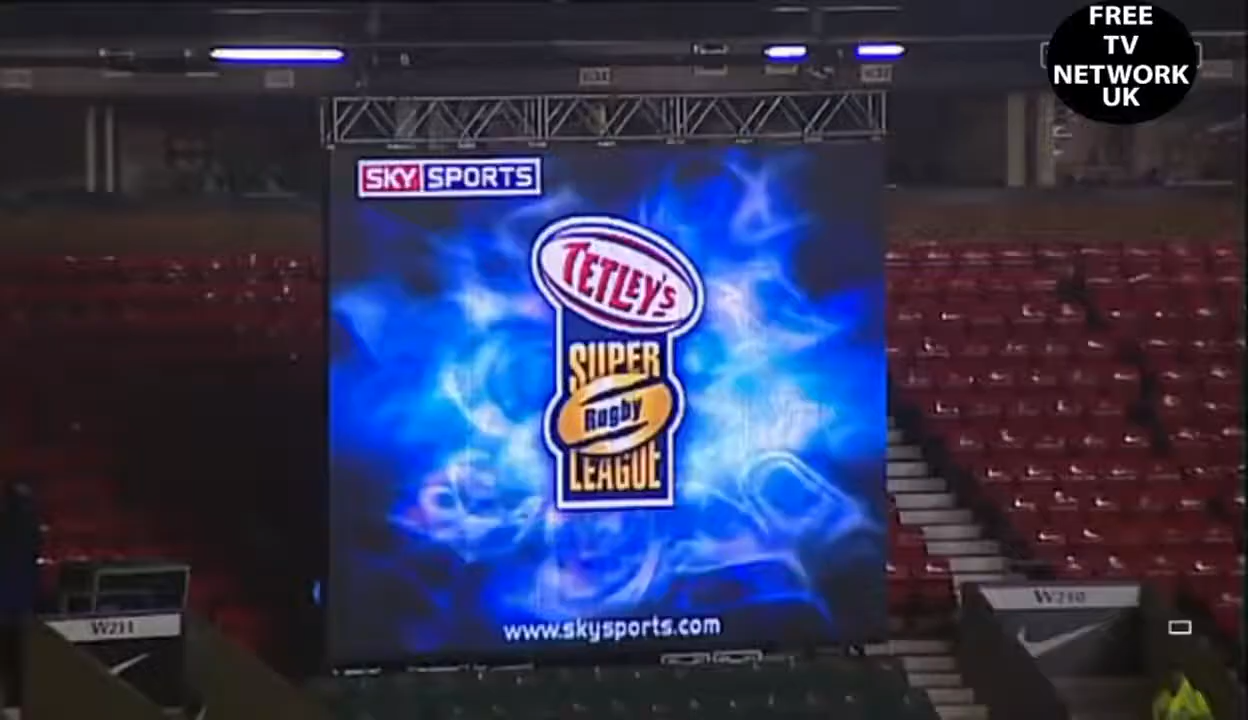 FREE
TV
NETWORK
UK
SKY SPORTS
TETLEY'S
SUPER
Rugby
LEAGUE
www.skysports.com
W210
W211